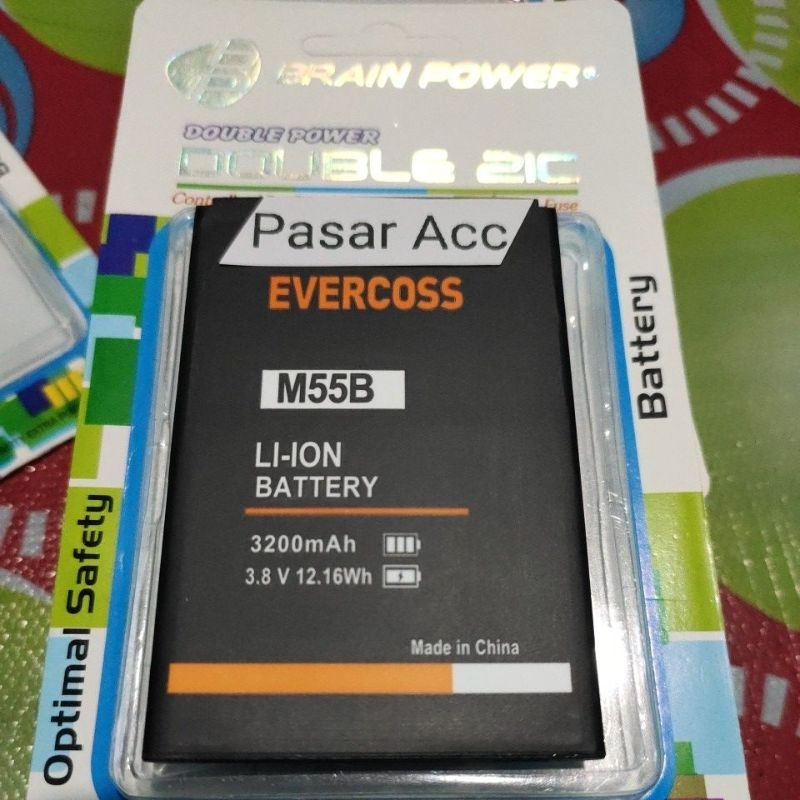 BRAIN POWER®
DOUBLE POWER
DOUBLE 2IC
Fuse
Pasar Acc
EVERCOSS
M55B
LI-ION
BATTERY
3200mAh
3.8 V 12.16Wh
Made in China
Optimal Safety
Battery